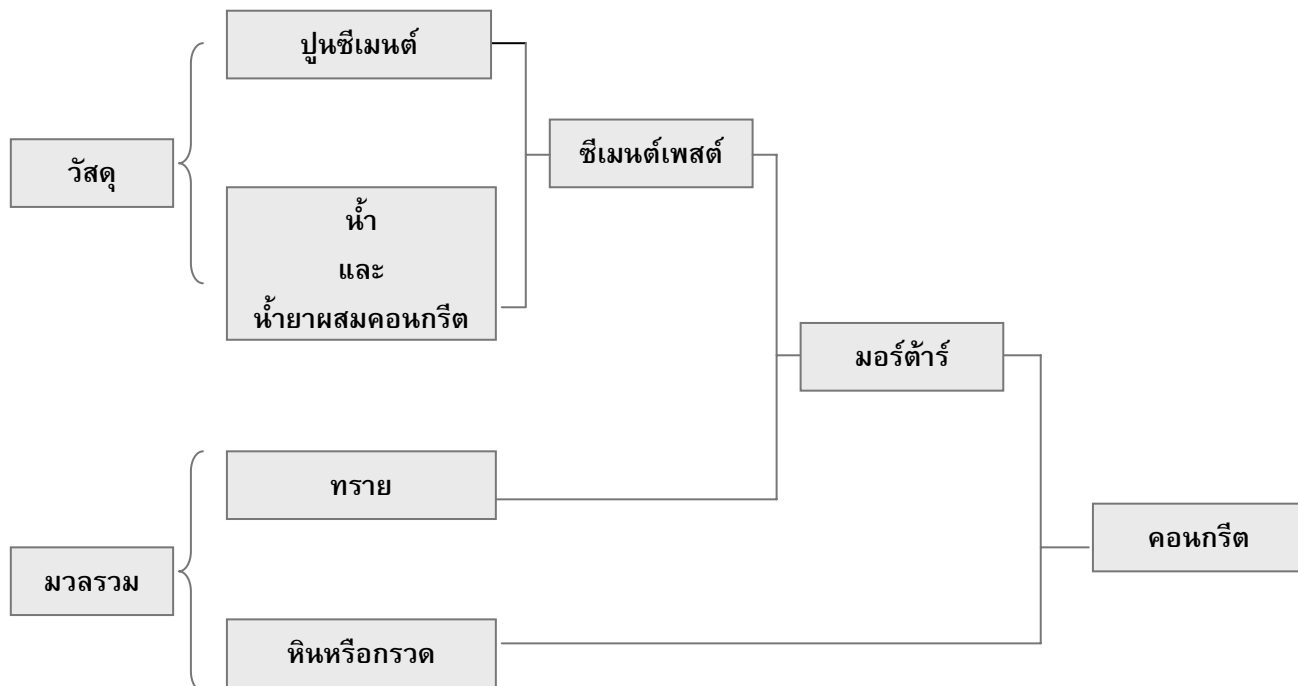 ปูนซีเมนต์
วัสดุ
ซีเมนต์เพสต์
น้ำ
และ
น้ำยาผสมคอนกรีต
มอร์ต้าร์
ทราย
คอนกรีต
มวลรวม
หินหรือกรวด